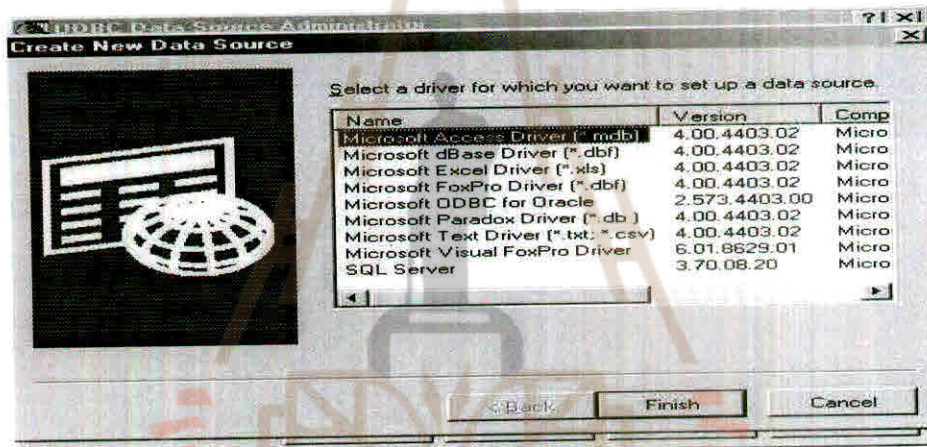 ODBC Data Source Administrator
Create New Data Source
Select a driver for which you want to set up a data source.
Name Version Comp
Microsoft Access Driver (*.mdb) 4.00.4403.02 Micro
Microsoft dBase Driver (*.dbf) 4.00.4403.02 Micro
Microsoft Excel Driver (*.xls) 4.00.4403.02 Micro
Microsoft FoxPro Driver (*.dbf) 4.00.4403.02 Micro
Microsoft ODBC for Oracle 2.573.4403.00 Micro
Microsoft Paradox Driver (*.db ) 4.00.4403.02 Micro
Microsoft Text Driver (*.txt; *.csv) 4.00.4403.02 Micro
Microsoft Visual FoxPro Driver 6.01.8629.01 Micro
SQL Server 3.70.08.20 Micro
< Back Finish Cancel